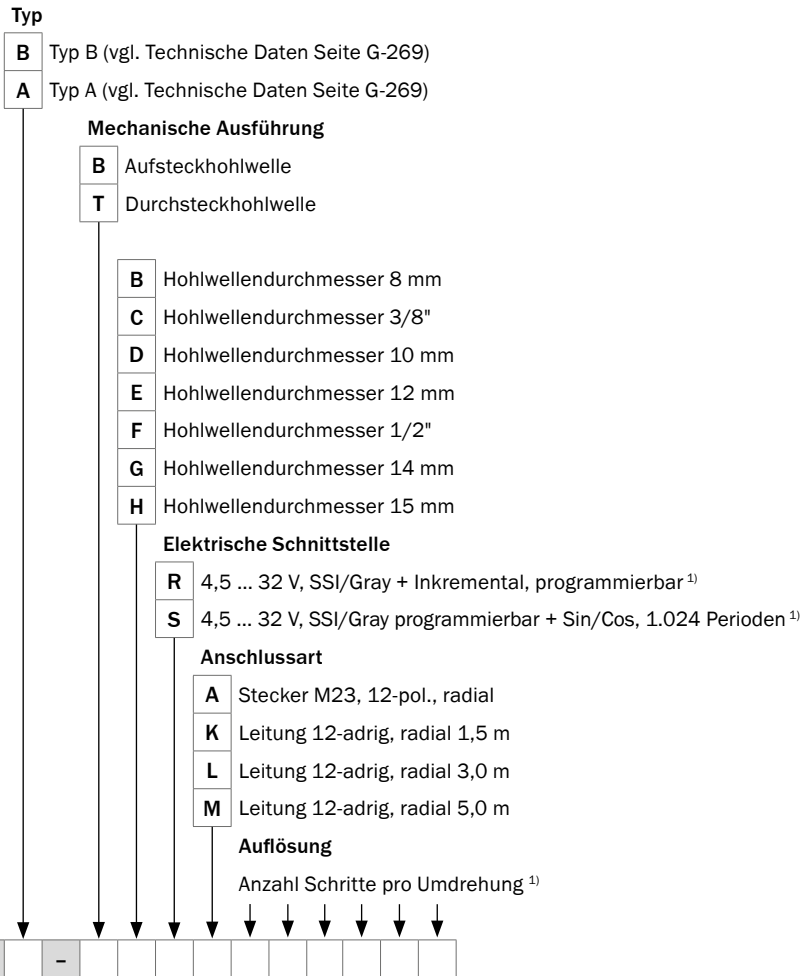 Typ
B Typ B (vgl. Technische Daten Seite G-269)
A Typ A (vgl. Technische Daten Seite G-269)
Mechanische Ausführung
B Aufsteckhohlwelle
T Durchsteckhohlwelle
B Hohlwellendurchmesser 8 mm
C Hohlwellendurchmesser 3/8"
D Hohlwellendurchmesser 10 mm
E Hohlwellendurchmesser 12 mm
F Hohlwellendurchmesser 1/2"
G Hohlwellendurchmesser 14 mm
H Hohlwellendurchmesser 15 mm
Elektrische Schnittstelle
R 4,5 ... 32 V, SSI/Gray + Inkremental, programmierbar 1)
S 4,5 ... 32 V, SSI/Gray programmierbar + Sin/Cos, 1.024 Perioden 1)
Anschlussart
A Stecker M23, 12-pol., radial
K Leitung 12-adrig, radial 1,5 m
L Leitung 12-adrig, radial 3,0 m
M Leitung 12-adrig, radial 5,0 m
Auflösung
Anzahl Schritte pro Umdrehung 1)
–